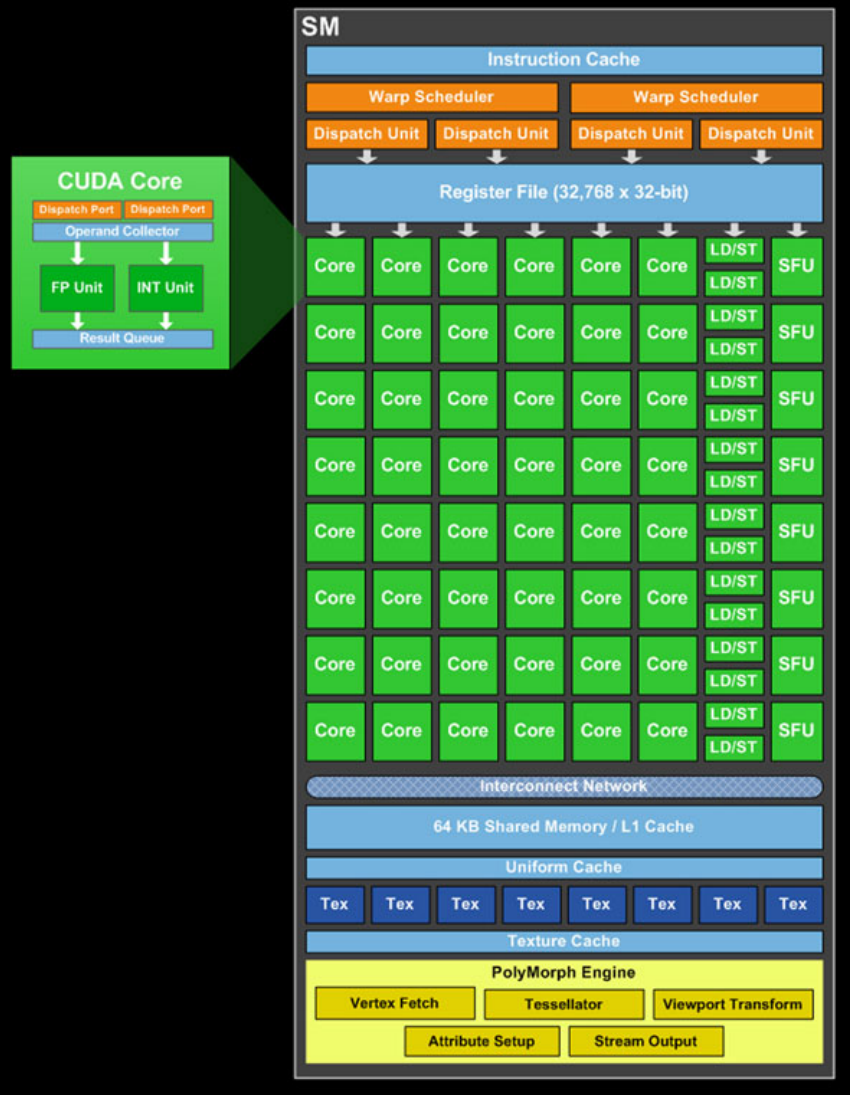 SM
Instruction Cache
Warp Scheduler Warp Scheduler
Dispatch Unit Dispatch Unit Dispatch Unit Dispatch Unit
Register File (32,768 x 32-bit)
CUDA Core
Dispatch Port Dispatch Port
Operand Collector
FP Unit INT Unit
Result Queue
Core Core Core Core Core Core LD/ST SFU
LD/ST
Core Core Core Core Core Core LD/ST SFU
LD/ST
Core Core Core Core Core Core LD/ST SFU
LD/ST
Core Core Core Core Core Core LD/ST SFU
LD/ST
Core Core Core Core Core Core LD/ST SFU
LD/ST
Core Core Core Core Core Core LD/ST SFU
LD/ST
Core Core Core Core Core Core LD/ST SFU
LD/ST
Core Core Core Core Core Core LD/ST SFU
LD/ST
Interconnect Network
64 KB Shared Memory / L1 Cache
Uniform Cache
Tex Tex Tex Tex Tex Tex Tex Tex
Texture Cache
PolyMorph Engine
Vertex Fetch Tessellator Viewport Transform
Attribute Setup Stream Output